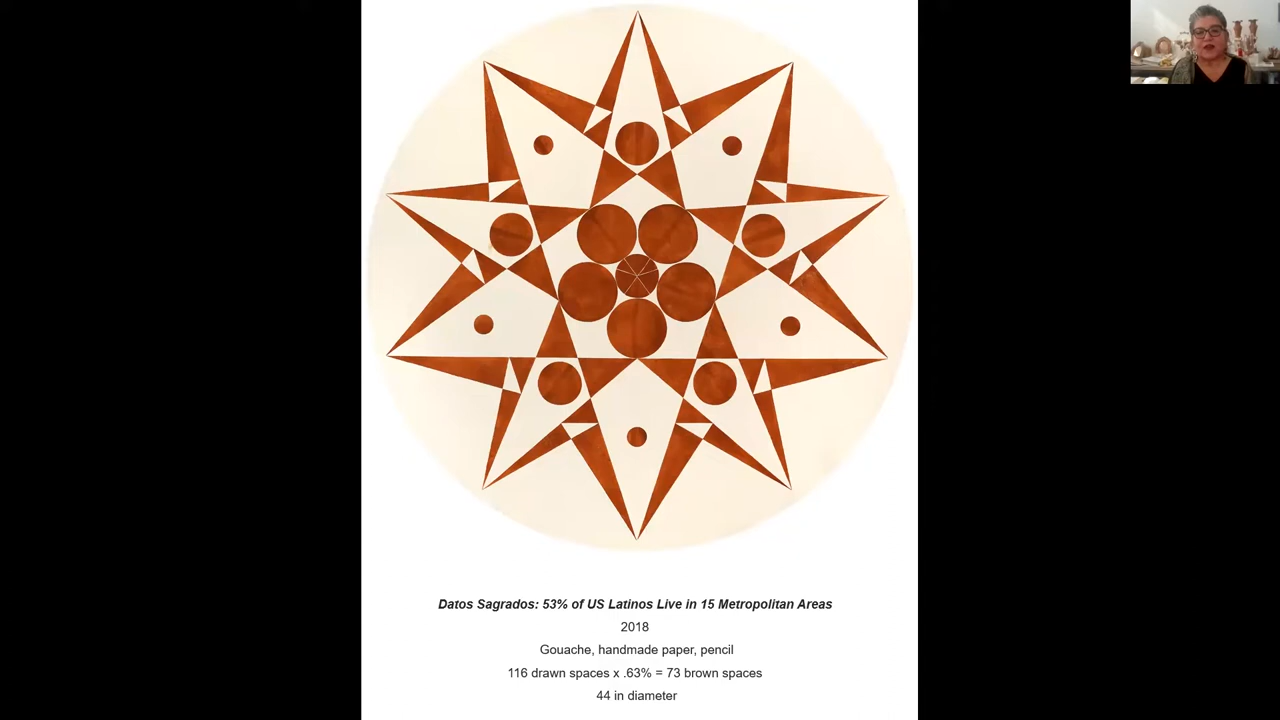 Datos Sagrados: 53% of US Latinos Live in 15 Metropolitan Areas
2018
Gouache, handmade paper, pencil
116 drawn spaces x .63% = 73 brown spaces
44 in diameter